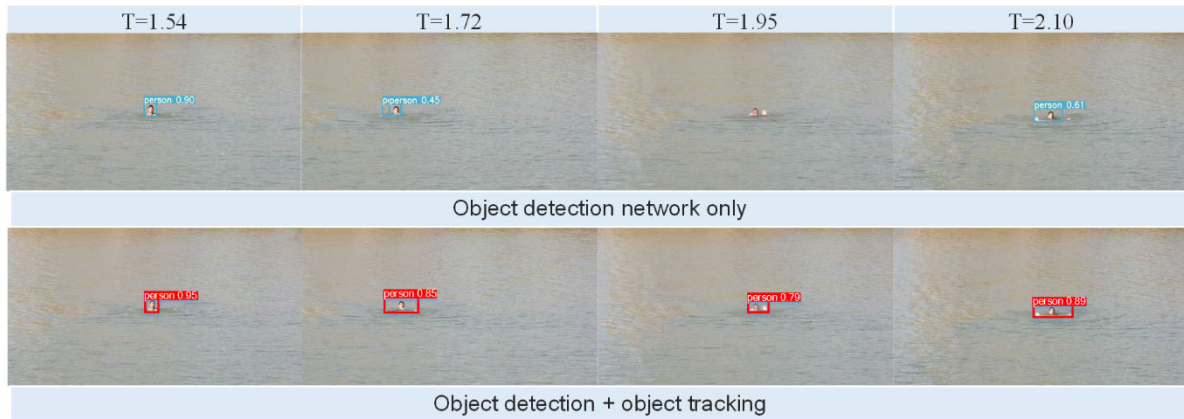 T=1.54 T=1.72 T=1.95 T=2.10
person 0.90
person 0.45
person 0.61
Object detection network only
person 0.95
person 0.85
person 0.79
person 0.89
Object detection + object tracking